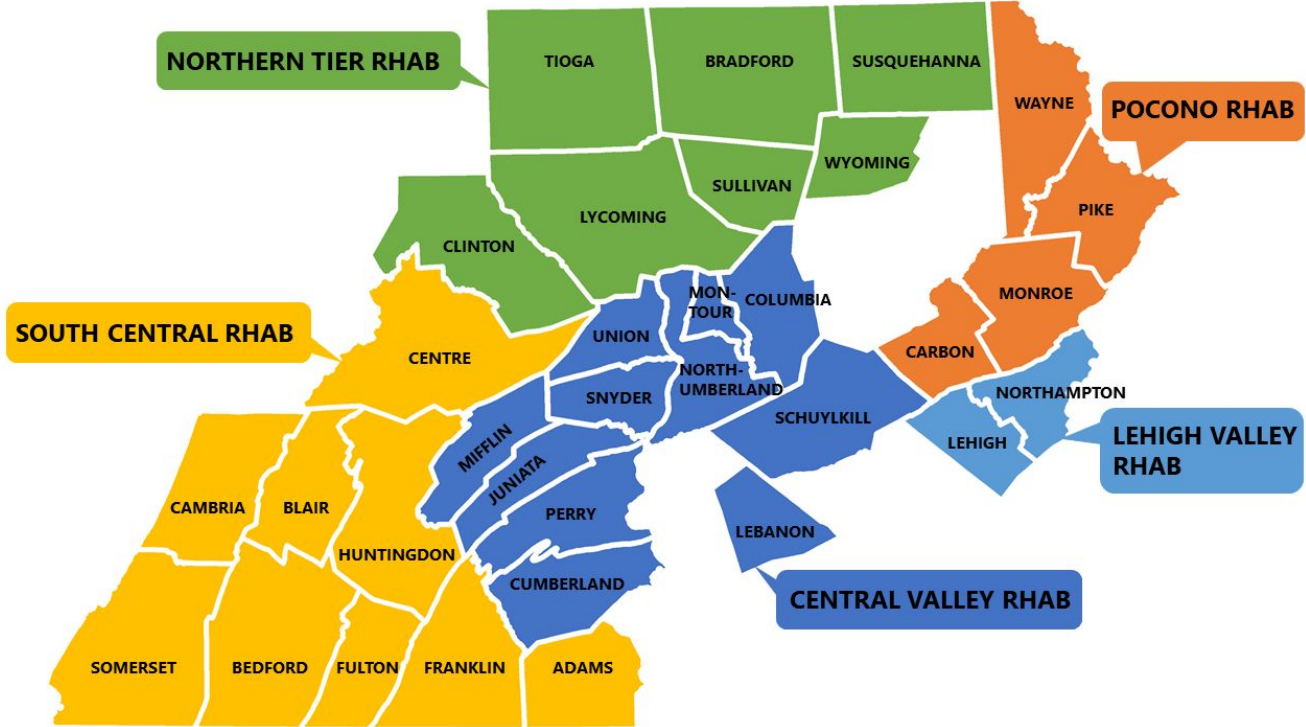 NORTHERN TIER RHAB
TIOGA
BRADFORD
SUSQUEHANNA
WAYNE
POCONO RHAB
WYOMING
SULLIVAN
PIKE
LYCOMING
CLINTON
MONROE
MON-
TOUR
COLUMBIA
SOUTH CENTRAL RHAB
UNION
CENTRE
CARBON
NORTH-
UMBERLAND
SNYDER
NORTHAMPTON
SCHUYLKILL
LEHIGH
LEHIGH VALLEY
RHAB
MIFFLIN
JUNIATA
CAMBRIA
BLAIR
PERRY
LEBANON
HUNTINGDON
CUMBERLAND
CENTRAL VALLEY RHAB
SOMERSET
BEDFORD
FULTON
FRANKLIN
ADAMS